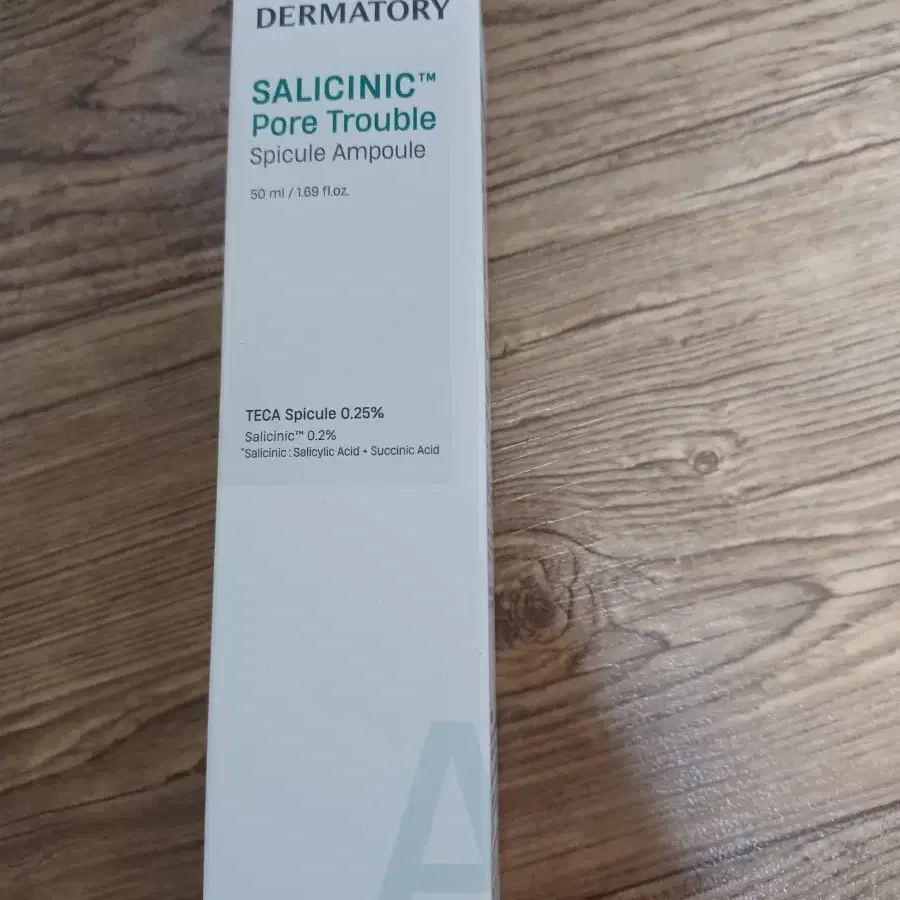 DERMATORY
SALICINIC™
Pore Trouble
Spicule Ampoule
50 ml / 1.69 fl.oz.
TECA Spicule 0.25%
Salicinic™ 0.2%
*Salicinic : Salicylic Acid + Succinic Acid
A